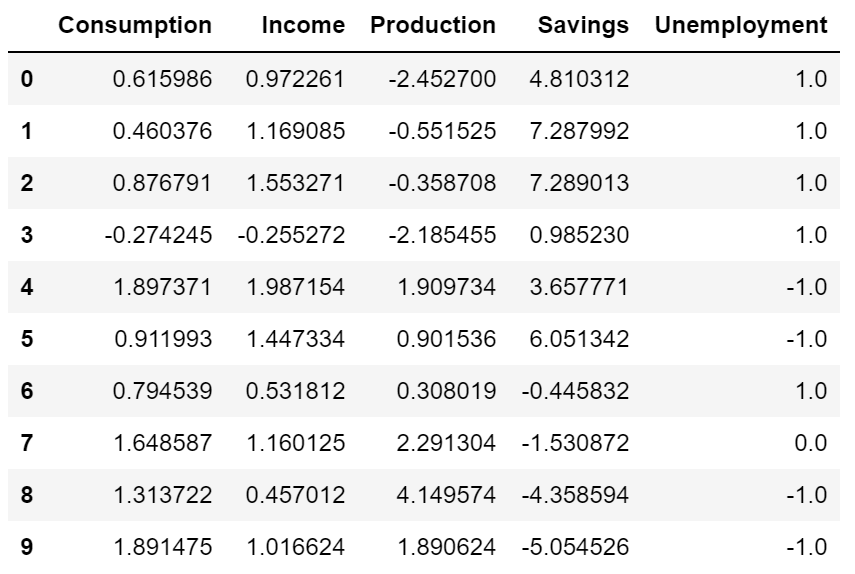 Consumption Income Production Savings Unemployment
0 0.615986 0.972261 -2.452700 4.810312 1.0
1 0.460376 1.169085 -0.551525 7.287992 1.0
2 0.876791 1.553271 -0.358708 7.289013 1.0
3 -0.274245 -0.255272 -2.185455 0.985230 1.0
4 1.897371 1.987154 1.909734 3.657771 -1.0
5 0.911993 1.447334 0.901536 6.051342 -1.0
6 0.794539 0.531812 0.308019 -0.445832 1.0
7 1.648587 1.160125 2.291304 -1.530872 0.0
8 1.313722 0.457012 4.149574 -4.358594 -1.0
9 1.891475 1.016624 1.890624 -5.054526 -1.0